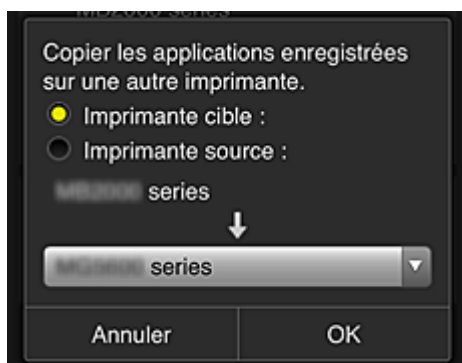 Copier les applications enregistrées
sur une autre imprimante.
Imprimante cible :
Imprimante source :
series
series
Annuler
OK